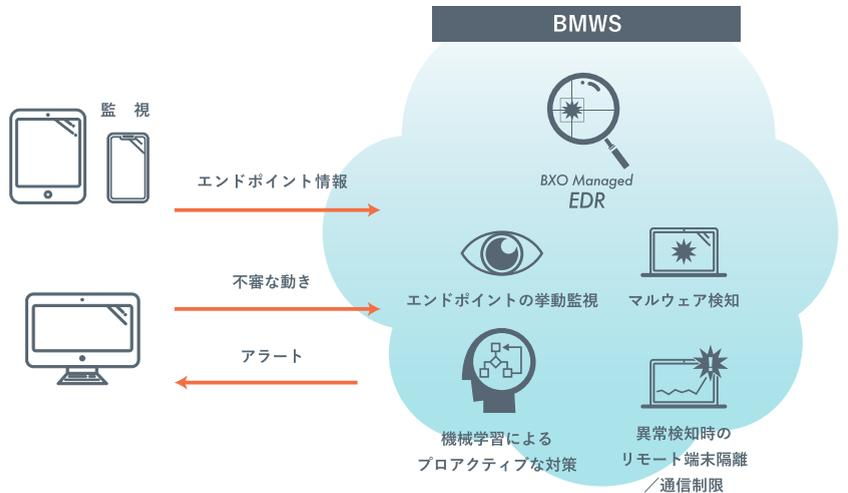 BMWS
監 視
BXO Managed
EDR
エンドポイント情報
不審な動き
エンドポイントの挙動監視
マルウェア検知
アラート
機械学習による
プロアクティブな対策
異常検知時の
リモート端末隔離
／通信制限